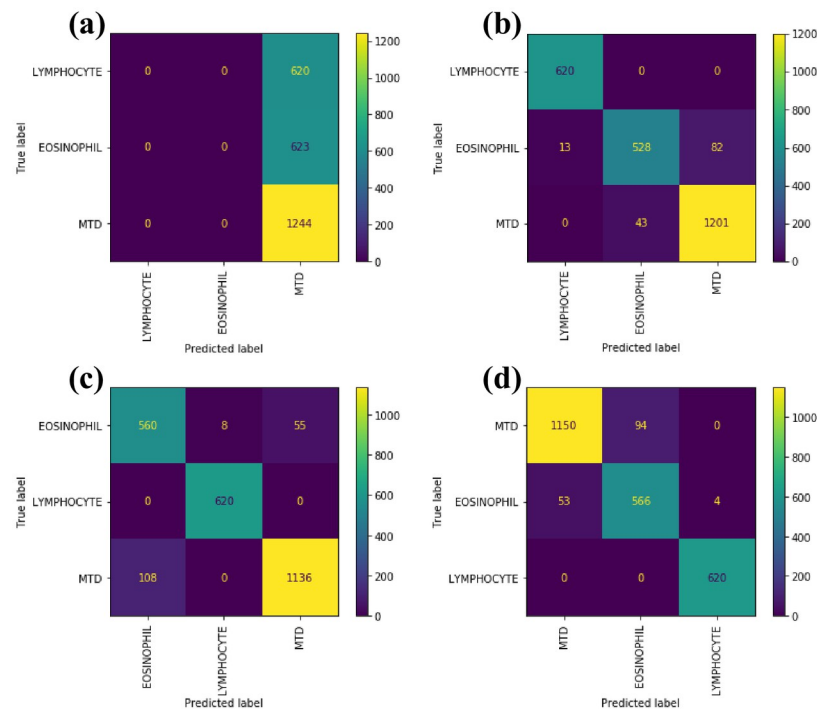 (a)
True label
LYMPHOCYTE
EOSINOPHIL
MTD
0 0 620
0 0 623
0 0 1244
LYMPHOCYTE
EOSINOPHIL
MTD
Predicted label
1200
1000
800
600
400
200
0
(b)
True label
LYMPHOCYTE
EOSINOPHIL
MTD
620 0 0
13 528 82
0 43 1201
LYMPHOCYTE
EOSINOPHIL
MTD
Predicted label
1200
1000
800
600
400
200
0
(c)
True label
EOSINOPHIL
LYMPHOCYTE
MTD
560 8 55
0 620 0
108 0 1136
EOSINOPHIL
LYMPHOCYTE
MTD
Predicted label
1000
800
600
400
200
0
(d)
True label
MTD
EOSINOPHIL
LYMPHOCYTE
1150 94 0
53 566 4
0 0 620
MTD
EOSINOPHIL
LYMPHOCYTE
Predicted label
1000
800
600
400
200
0